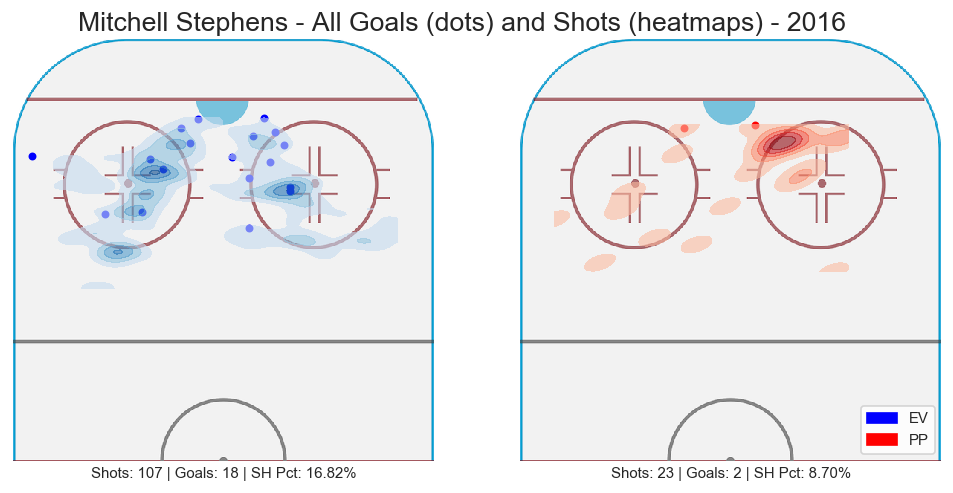 Mitchell Stephens - All Goals (dots) and Shots (heatmaps) - 2016
EV
PP
Shots: 107 | Goals: 18 | SH Pct: 16.82%
Shots: 23 | Goals: 2 | SH Pct: 8.70%